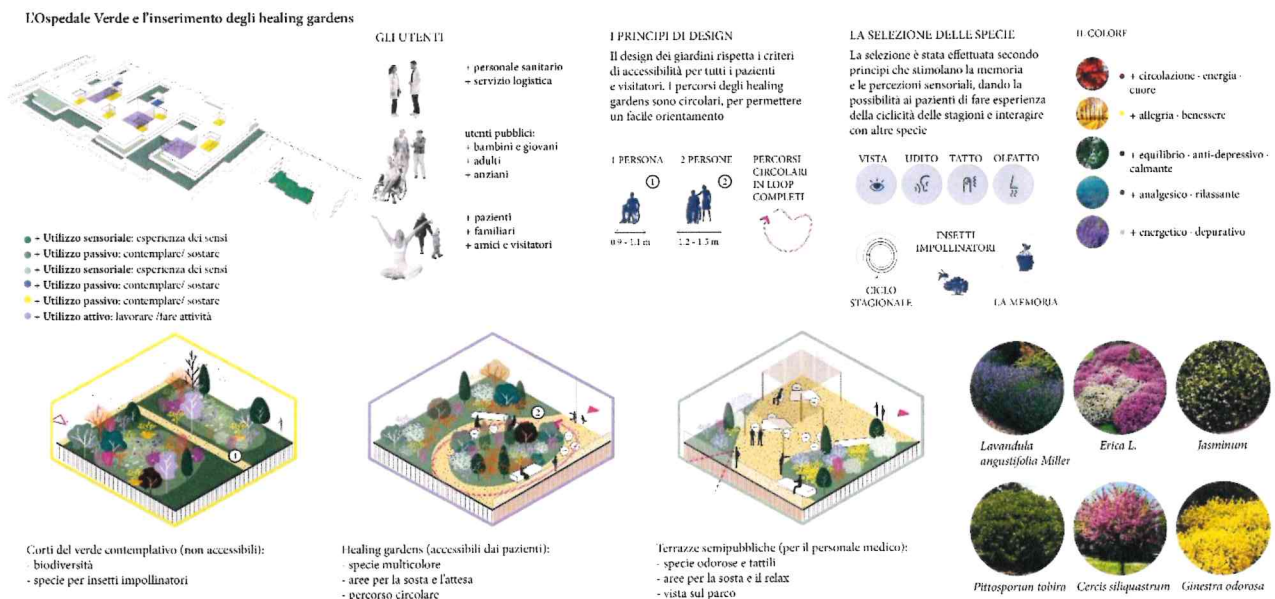 L'Ospedale Verde e l'inserimento degli healing gardens
GLI UTENTI
+ personale sanitario
+ servizio logistica
utenti pubblici:
+ bambini e giovani
+ adulti
+ anziani
+ pazienti
+ familiari
+ amici e visitatori
+ Utilizzo sensoriale: esperienza dei sensi
+ Utilizzo passivo: contemplare/ sostare
+ Utilizzo sensoriale: esperienza dei sensi
+ Utilizzo passivo: contemplare/ sostare
+ Utilizzo passivo: contemplare/ sostare
+ Utilizzo attivo: lavorare /fare attività
I PRINCIPI DI DESIGN
Il design dei giardini rispetta i criteri
di accessibilità per tutti i pazienti
e visitatori. I percorsi degli healing
gardens sono circolari, per permettere
un facile orientamento
1 PERSONA
1
0.9 - 1.1 m
2 PERSONE
2
1.2 - 1.5 m
PERCORSI
CIRCOLARI
IN LOOP
COMPLETI
LA SELEZIONE DELLE SPECIE
La selezione è stata effettuata secondo
principi che stimolano la memoria
e le percezioni sensoriali, dando la
possibilità ai pazienti di fare esperienza
della ciclicità delle stagioni e interagire
con altre specie
VISTA UDITO TATTO OLFATTO
INSETTI
IMPOLLINATORI
CICLO
STAGIONALE
LA MEMORIA
IL COLORE
+ circolazione - energia -
cuore
+ allegria - benessere
+ equilibrio - anti-depressivo -
calmante
+ analgesico - rilassante
+ energetico - depurativo
1
Corti del verde contemplativo (non accessibili):
- biodiversità
- specie per insetti impollinatori
2
Healing gardens (accessibili dai pazienti):
- specie multicolore
- aree per la sosta e l'attesa
- percorso circolare
Terrazze semipubbliche (per il personale medico):
- specie odorose e tattili
- aree per la sosta e il relax
- vista sul parco
Lavandula
angustifolia Miller
Erica L.
Jasminum
Pittosporum tobira
Cercis siliquastrum
Ginestra odorosa